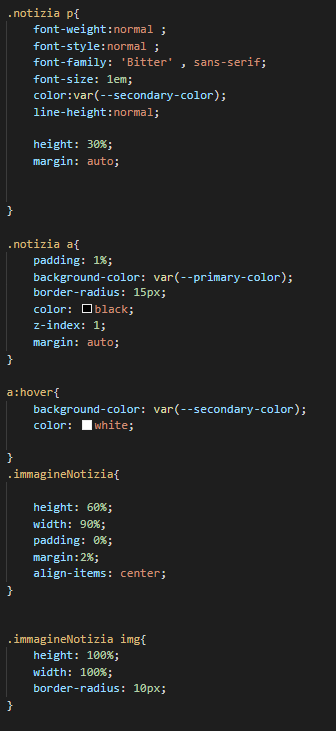 .notizia p{
    font-weight:normal ;
    font-style:normal ;
    font-family: 'Bitter' , sans-serif;
    font-size: 1em;
    color:var(--secondary-color);
    line-height:normal;
    height: 30%;
    margin: auto;
}
.notizia a{
    padding: 1%;
    background-color: var(--primary-color);
    border-radius: 15px;
    color: black;
    z-index: 1;
    margin: auto;
}
a:hover{
    background-color: var(--secondary-color);
    color: white;
}
.immagineNotizia{
    height: 60%;
    width: 90%;
    padding: 0%;
    margin:2%;
    align-items: center;
}
.immagineNotizia img{
    height: 100%;
    width: 100%;
    border-radius: 10px;
}